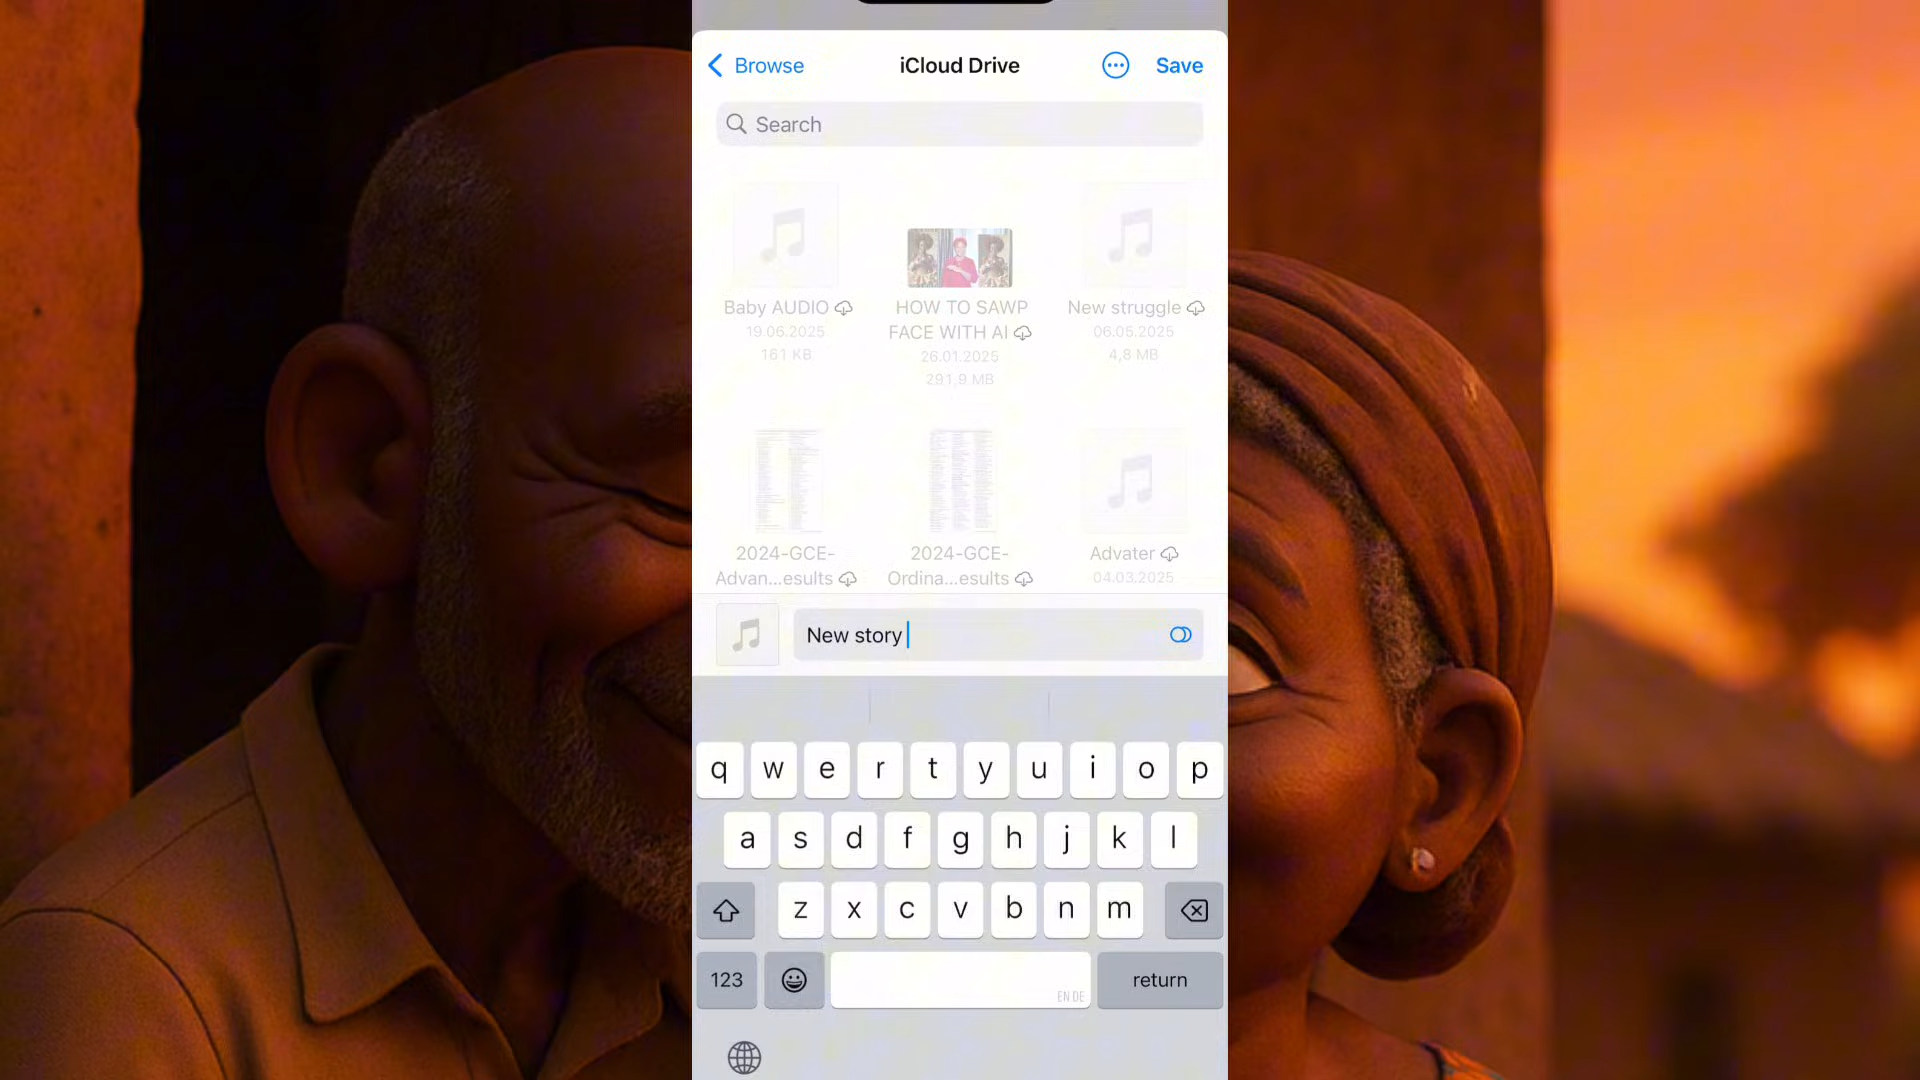 Browse
iCloud Drive
Save
Search
Baby AUDIO
19.06.2025
161 KB
HOW TO SAWP
FACE WITH AI
26.01.2025
291,9 MB
New struggle
06.05.2025
4,8 MB
2024-GCE-
Advan...esults
2024-GCE-
Ordina...esults
Advater
04.03.2025
New story
q w e r t y u i o p
a s d f g h j k l
z x c v b n m
123
EN DE
return